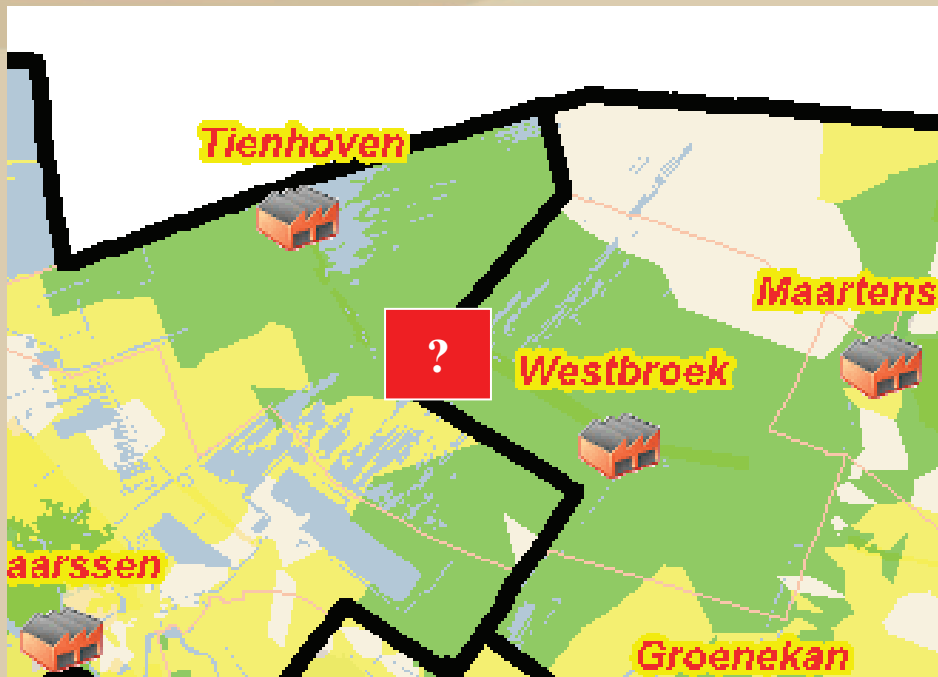 Tienhoven
Maartens
?
Westbroek
aarssen
Groenekan